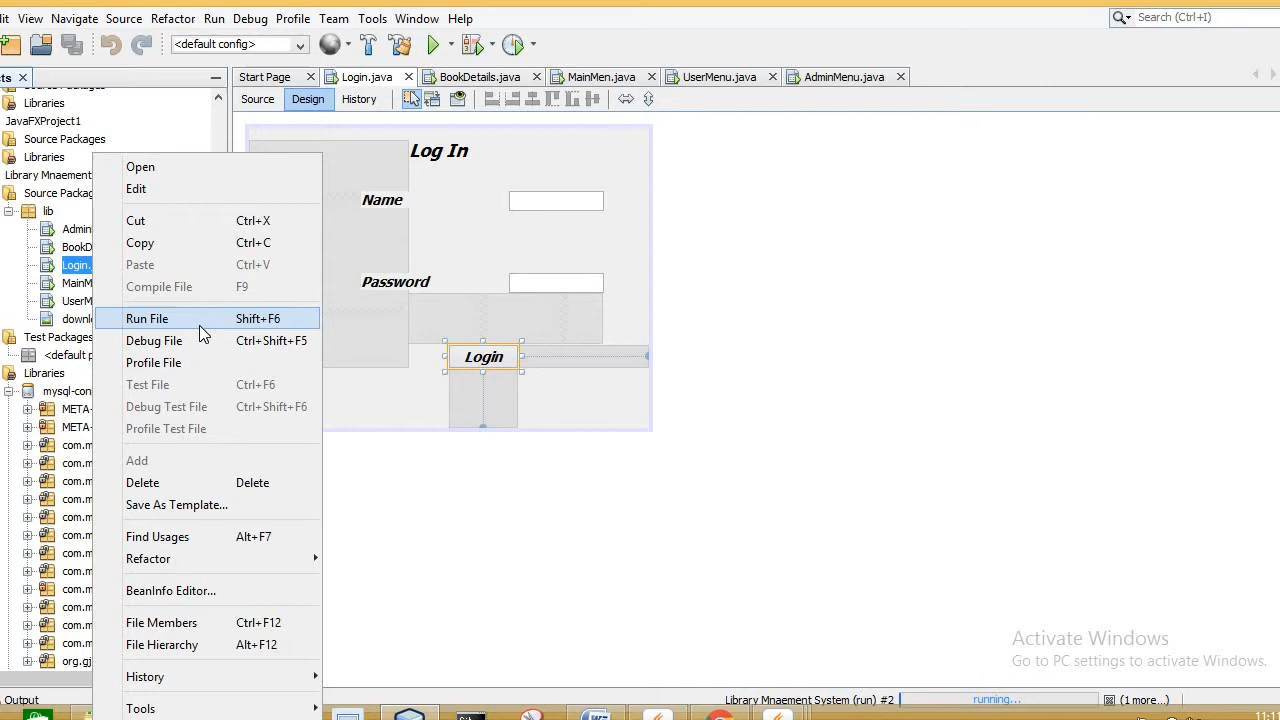 lit View Navigate Source Refactor Run Debug Profile Team Tools Window Help
Search (Ctrl+I)
<default config>
cts
Start Page
Login.java
BookDetails.java
MainMen.java
UserMenu.java
AdminMenu.java
Source Design History
Libraries
JavaFXProject1
Source Packages
Libraries
Library Mnaement
Source Packag
lib
Admin
BookD
Login.
MainM
UserM
downl
Test Packages
<default p
Libraries
mysql-con
META-
META-
com.m
com.m
com.m
com.m
com.m
com.m
com.m
com.m
com.m
com.m
com.m
com.m
org.gj
Open
Edit
Cut Ctrl+X
Copy Ctrl+C
Paste Ctrl+V
Compile File F9
Run File Shift+F6
Debug File Ctrl+Shift+F5
Profile File
Test File Ctrl+F6
Debug Test File Ctrl+Shift+F6
Profile Test File
Add
Delete Delete
Save As Template...
Find Usages Alt+F7
Refactor
BeanInfo Editor...
File Members Ctrl+F12
File Hierarchy Alt+F12
History
Tools
Log In
Name
Password
Login
Activate Windows
Go to PC settings to activate Windows.
Output
Library Mnaement System (run) #2
running...
(1 more...)